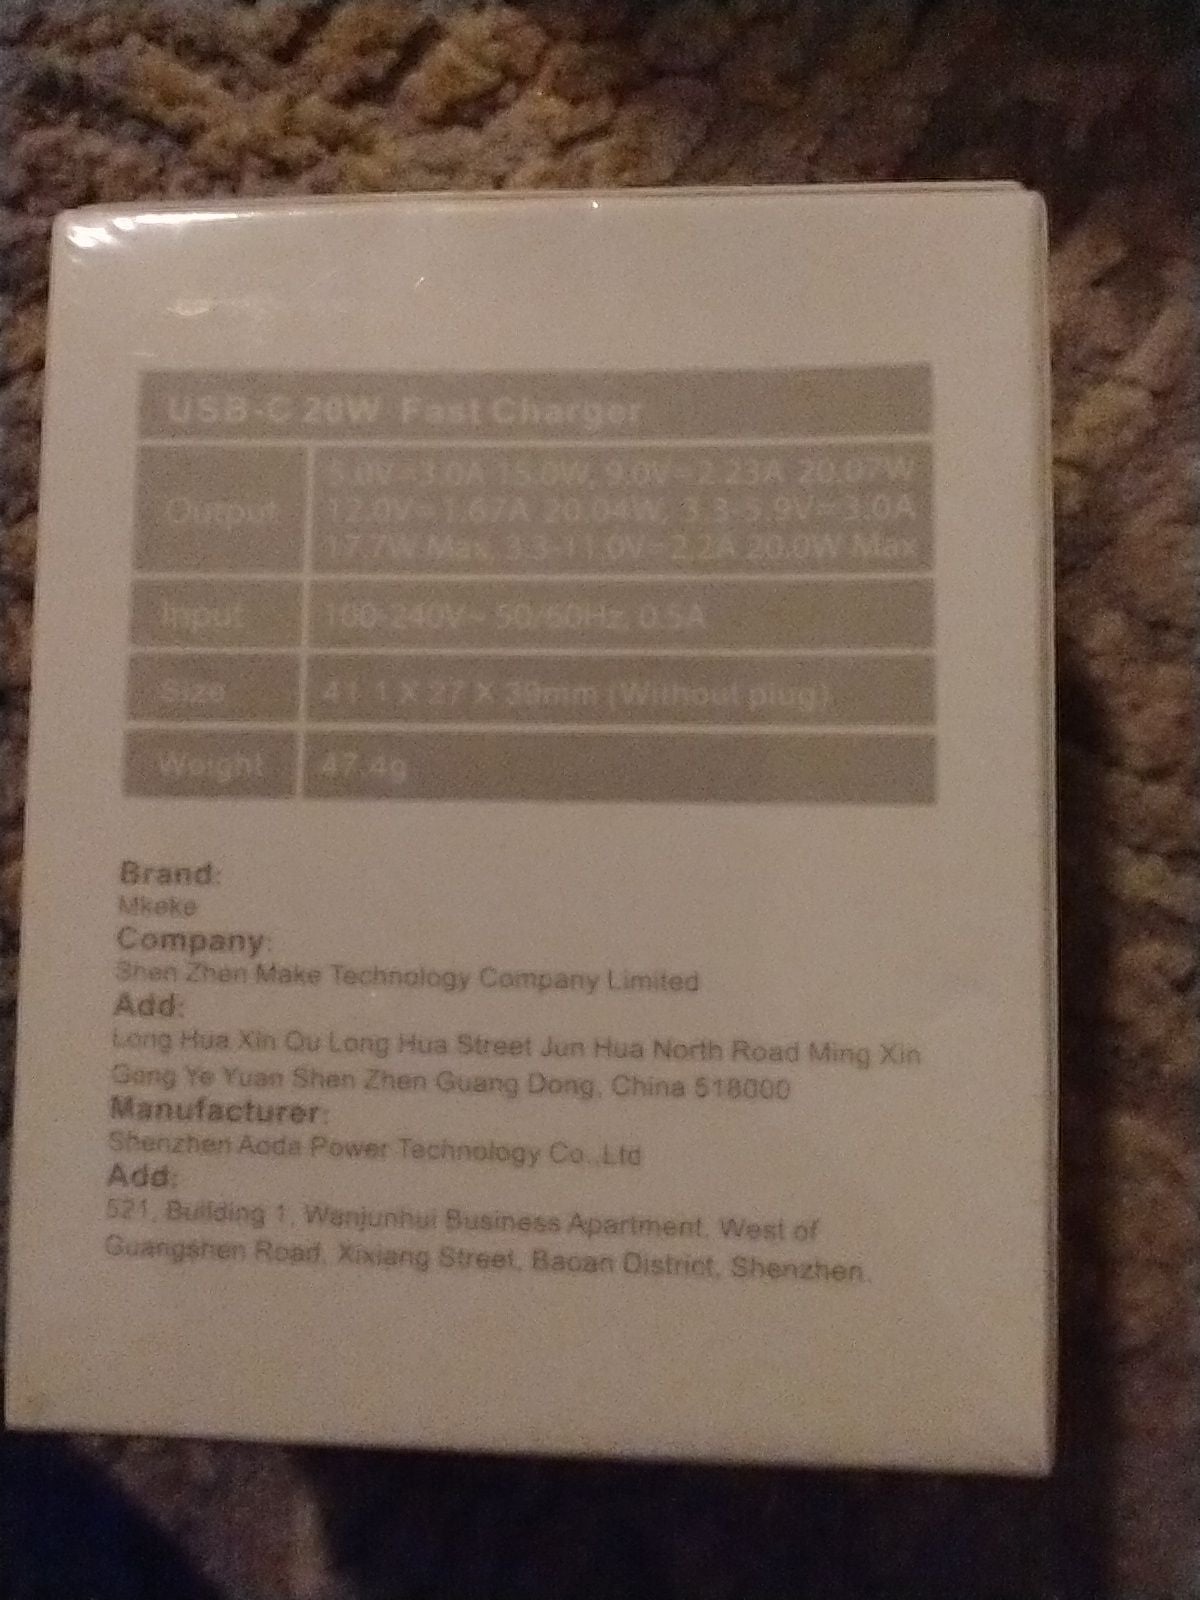 USB-C 20W Fast Charger
Output
5.0V⎓3.0A 15.0W, 9.0V⎓2.23A 20.07W
12.0V⎓1.67A 20.04W, 3.3-5.9V⎓3.0A
17.7W Max, 3.3-11.0V⎓2.2A 20.0W Max
Input
100-240V~ 50/60Hz, 0.5A
Size
41.1 X 27 X 39mm (Without plug)
Weight
47.4g
Brand:
Mkeke
Company:
Shen Zhen Make Technology Company Limited
Add:
Long Hua Xin Qu Long Hua Street Jun Hua North Road Ming Xin
Gong Ye Yuan Shen Zhen Guang Dong, China 518000
Manufacturer:
Shenzhen Aoda Power Technology Co.,Ltd
Add:
521, Building 1, Wanjunhui Business Apartment, West of
Guangshen Road, Xixiang Street, Baoan District, Shenzhen.